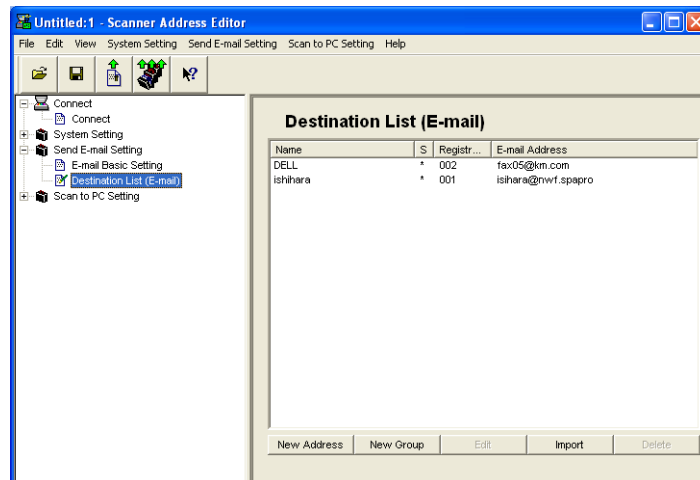 Untitled:1 - Scanner Address Editor
File Edit View System Setting Send E-mail Setting Scan to PC Setting Help
Connect
Connect
System Setting
Send E-mail Setting
E-mail Basic Setting
Destination List (E-mail)
Scan to PC Setting
Destination List (E-mail)
Name S Registr... E-mail Address
DELL * 002 fax05@km.com
ishihara * 001 isihara@nwf.spapro
New Address New Group Edit Import Delete